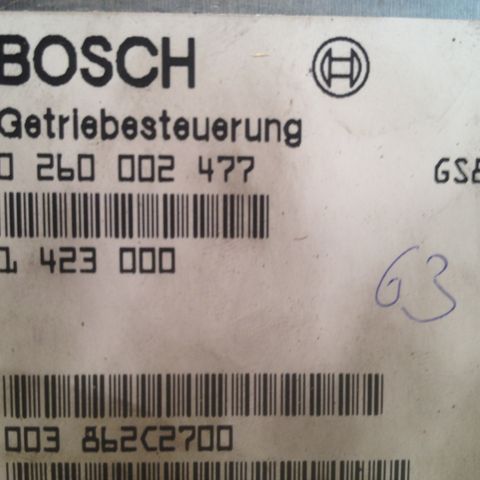 BOSCH
Getriebesteuerung
0 260 002 477 GS8
1 423 000
63
003 862C2700